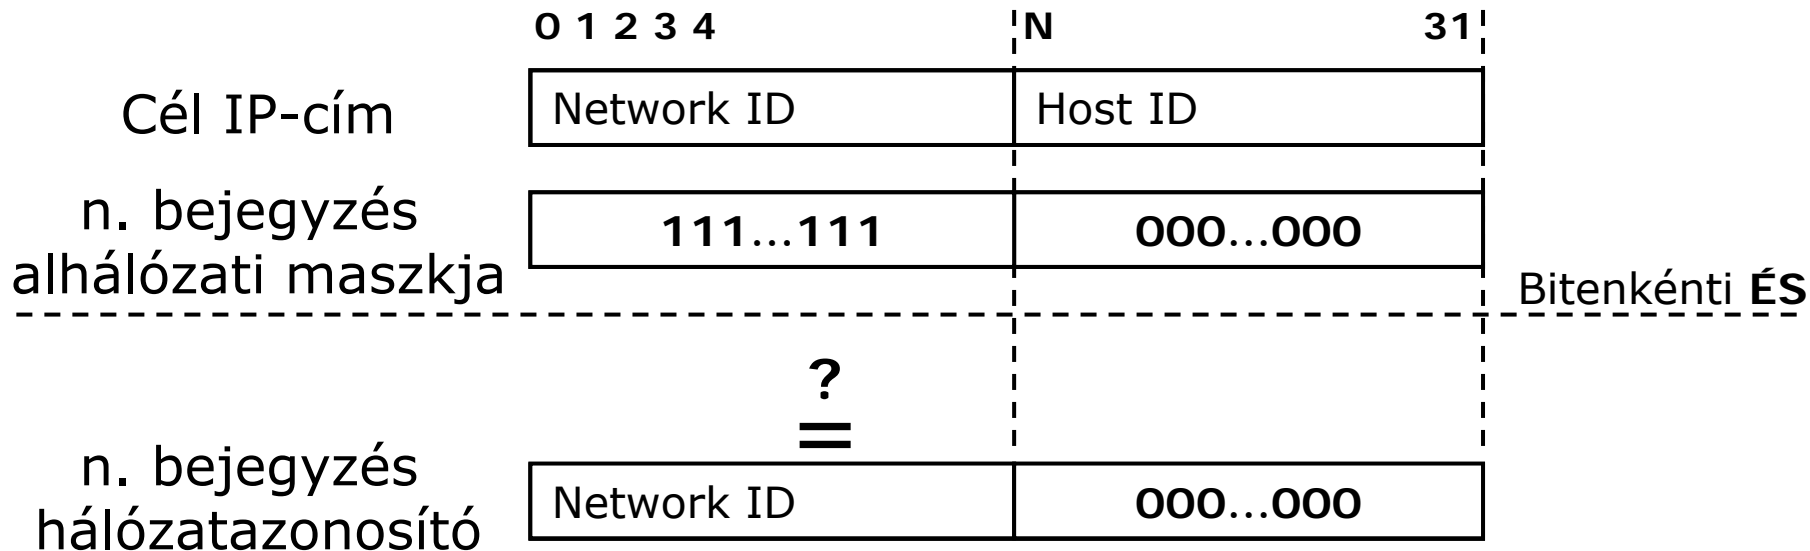 0 1 2 3 4 N 31
Cél IP-cím Network ID Host ID
n. bejegyzés
alhálózati maszkja 111...111 000...000
Bitenkénti ÉS
?
=
n. bejegyzés
hálózatazonosító Network ID 000...000